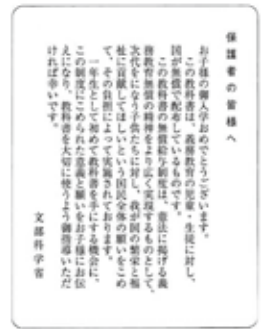 保護者の皆様へ
お子様の御入学おめでとうございます。
この教科書は、義務教育の児童・生徒に対し、
国が無償で配布しているものです。
この教科書の無償給与制度は、憲法に掲げる義
務教育無償の精神をより広く実現するものとして、
次代をになう子供たちに対し、我が国の繁栄と福
祉に貢献してほしいという国民全体の願いをこめ
て、その負担によって実施されております。
一年生として初めて教科書を手にする機会に、
この制度にこめられた意義と願いをお子様にお伝
えになり、教科書を大切に使うよう御指導いただ
ければ幸いです。
文部科学省